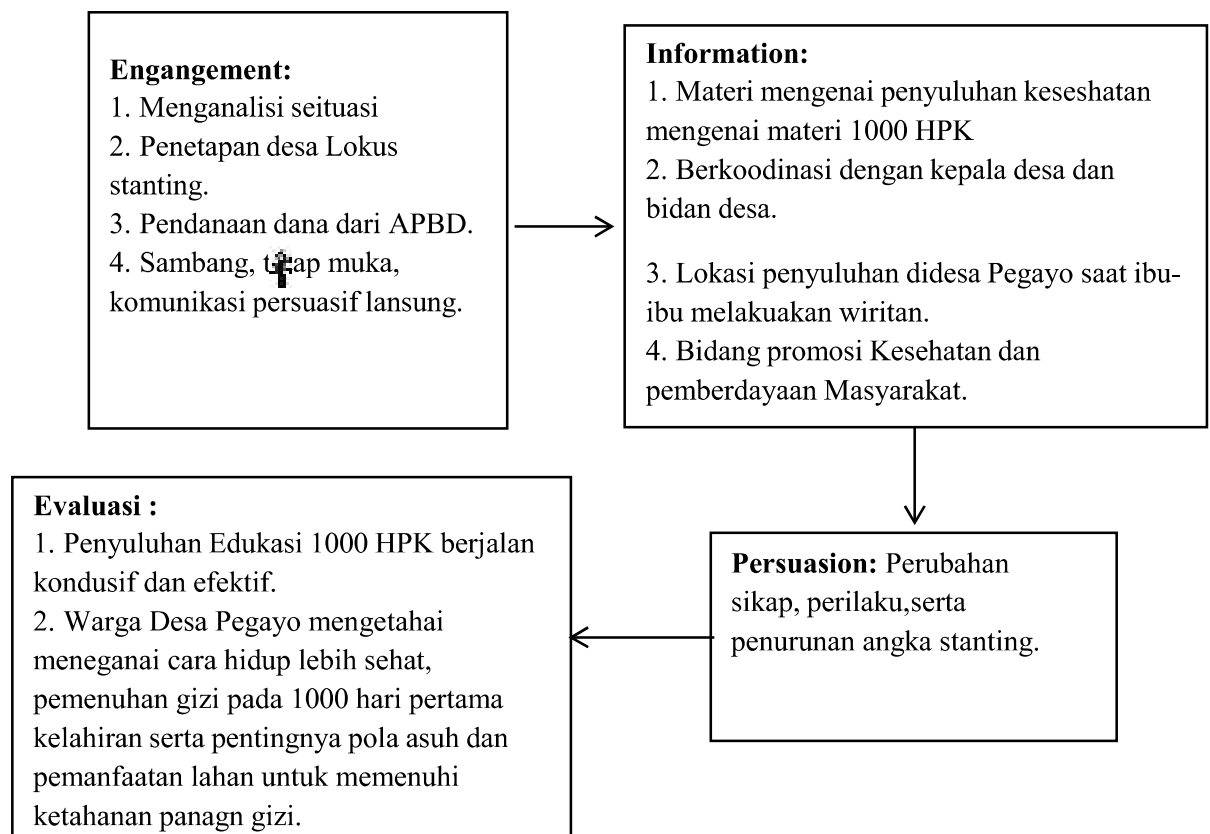 Engangement:
1. Menganalisi seituasi
2. Penetapan desa Lokus
stanting.
3. Pendanaan dana dari APBD.
4. Sambang, muka,
komunikasi persuasif lansung.
Information:
1. Materi mengenai penyuluhan keseshatan
mengenai materi 1000 HPK
2. Berkoodinasi dengan kepala desa dan
bidan desa.
3. Lokasi penyuluhan didesa Pegayo saat ibu-
ibu melakuakan wiritan.
4. Bidang promosi Kesehatan dan
pemberdayaan Masyarakat.
Persuasion: Perubahan
sikap, perilaku,serta
penurunan angka stanting.
Evaluasi :
1. Penyuluhan Edukasi 1000 HPK berjalan
kondusif dan efektif.
2. Warga Desa Pegayo mengetahai
meneganai cara hidup lebih sehat,
pemenuhan gizi pada 1000 hari pertama
kelahiran serta pentingnya pola asuh dan
pemanfaatan lahan untuk memenuhi
ketahanan panagn gizi.